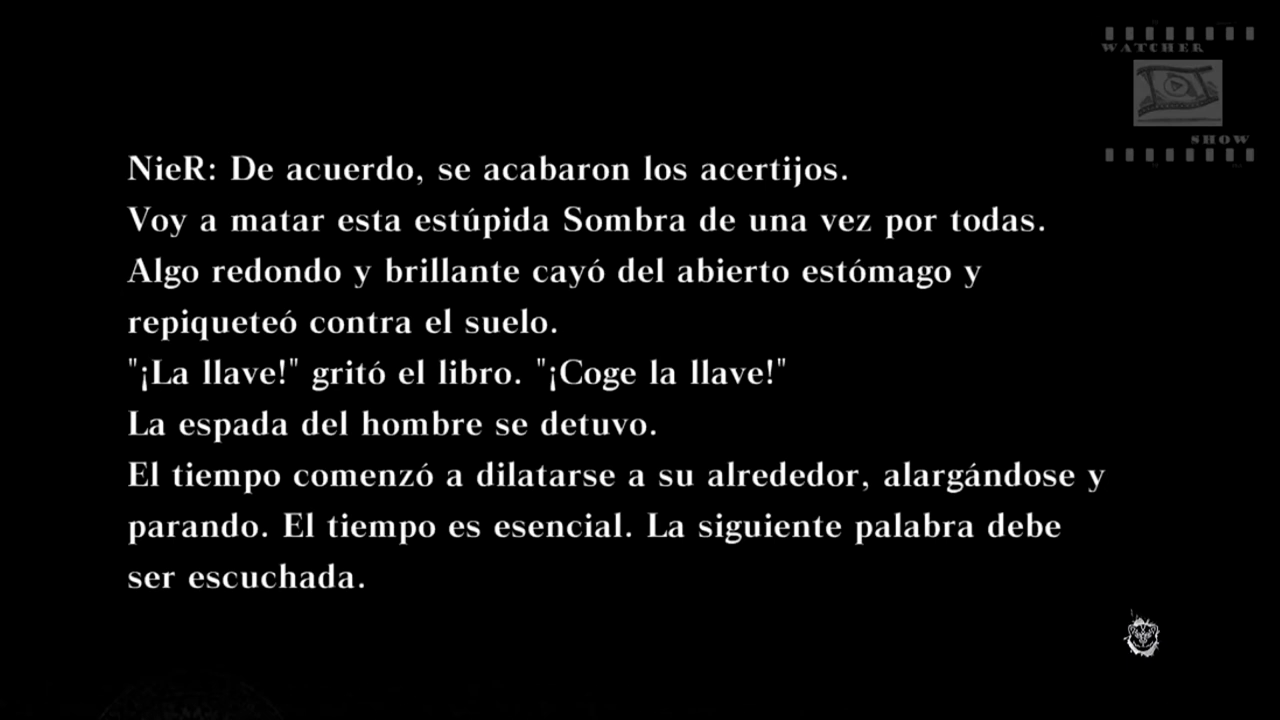 WATCHER
SHOW
NieR: De acuerdo, se acabaron los acertijos.
Voy a matar esta estúpida Sombra de una vez por todas.
Algo redondo y brillante cayó del abierto estómago y
repiqueteó contra el suelo.
"¡La llave!" gritó el libro. "¡Coge la llave!"
La espada del hombre se detuvo.
El tiempo comenzó a dilatarse a su alrededor, alargándose y
parando. El tiempo es esencial. La siguiente palabra debe
ser escuchada.